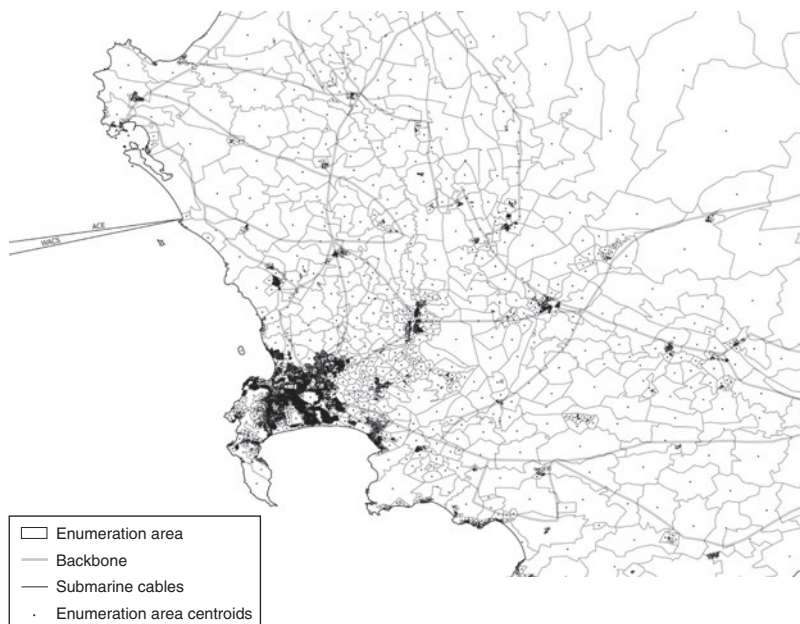 ACE
WACS
Enumeration area
Backbone
Submarine cables
Enumeration area centroids